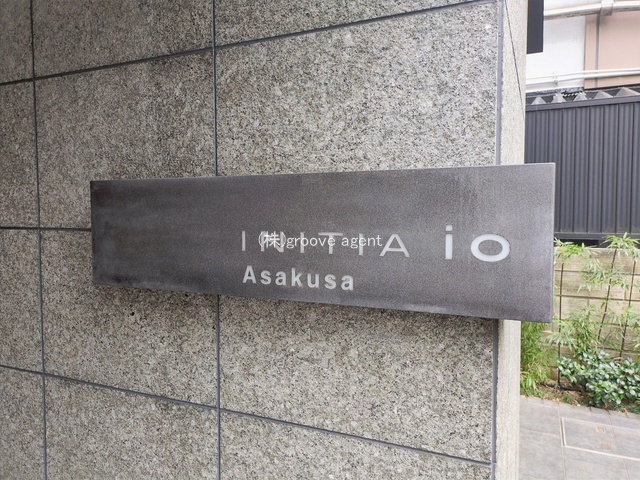 INITIA io
(株)groove agent
Asakusa